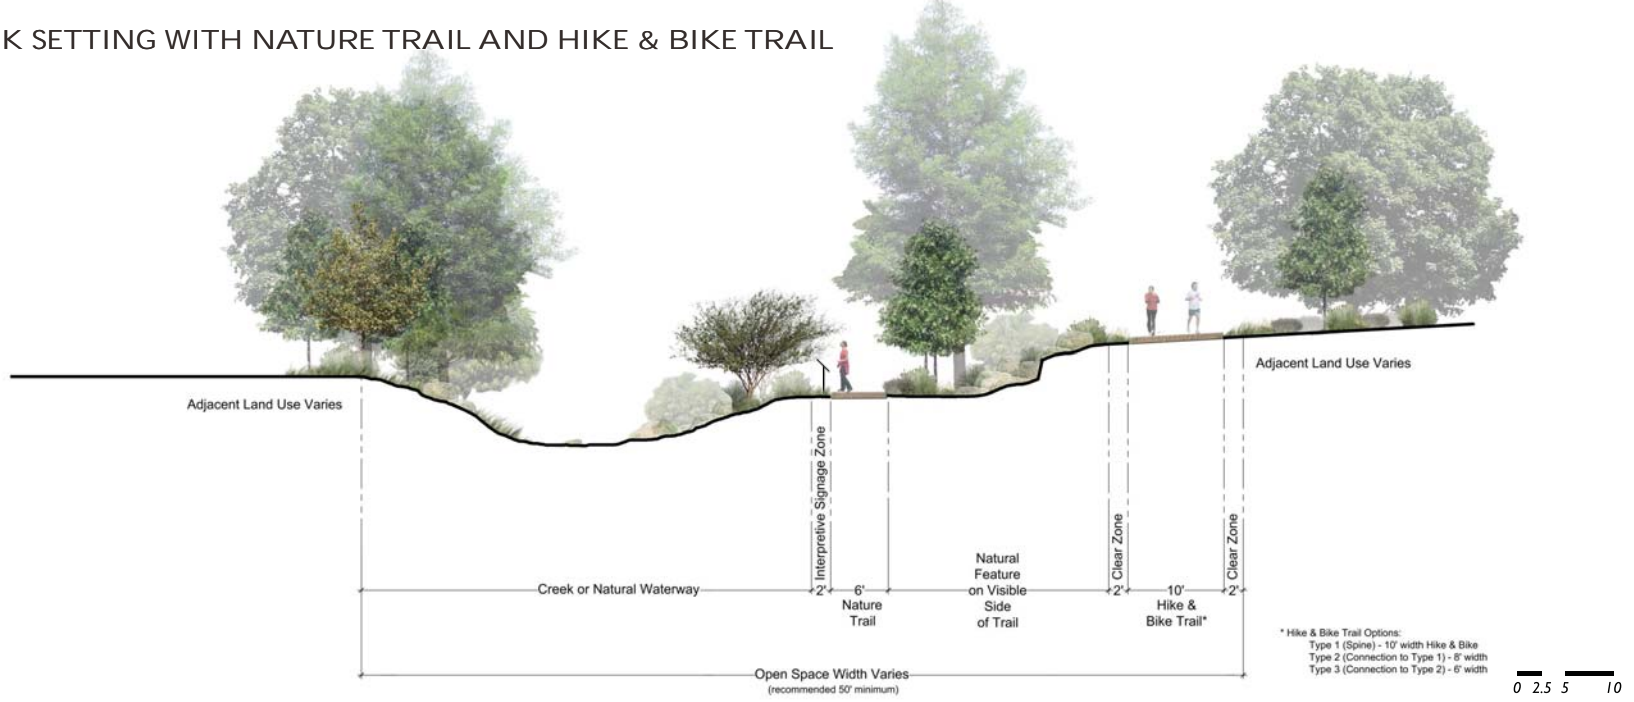 K SETTING WITH NATURE TRAIL AND HIKE & BIKE TRAIL
Adjacent Land Use Varies
Adjacent Land Use Varies
Interpretive Signage Zone
Clear Zone
Clear Zone
Creek or Natural Waterway
2'
6'
Nature
Trail
Natural
Feature
on Visible
Side
of Trail
2'
10'
Hike &
Bike Trail*
2'
* Hike & Bike Trail Options:
Type 1 (Spine) - 10' width Hike & Bike
Type 2 (Connection to Type 1) - 8' width
Type 3 (Connection to Type 2) - 6' width
Open Space Width Varies
(recommended 50' minimum)
0 2.5 5 10